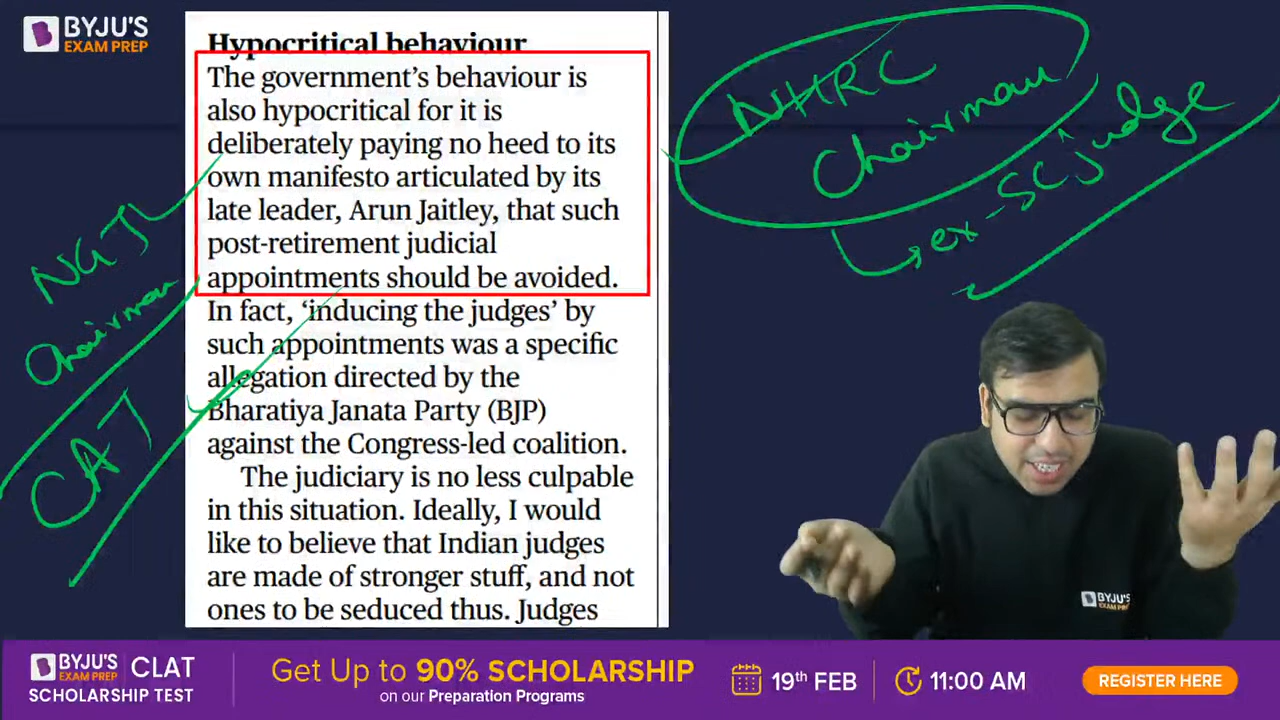 BYJU'S
EXAM PREP
Hypocritical behaviour
The government's behaviour is
also hypocritical for it is
deliberately paying no heed to its
own manifesto articulated by its
late leader, Arun Jaitley, that such
post-retirement judicial
appointments should be avoided.
In fact, 'inducing the judges' by
such appointments was a specific
allegation directed by the
Bharatiya Janata Party (BJP)
against the Congress-led coalition.
The judiciary is no less culpable
in this situation. Ideally, I would
like to believe that Indian judges
are made of stronger stuff, and not
ones to be seduced thus. Judges
NHRC
Chairman
ex-SC judge
NGT
Chairman
CAT
BYJU'S
EXAM PREP
BYJU'S
EXAM PREP
CLAT
SCHOLARSHIP TEST
Get Up to 90% SCHOLARSHIP
on our Preparation Programs
19th FEB
11:00 AM
REGISTER HERE